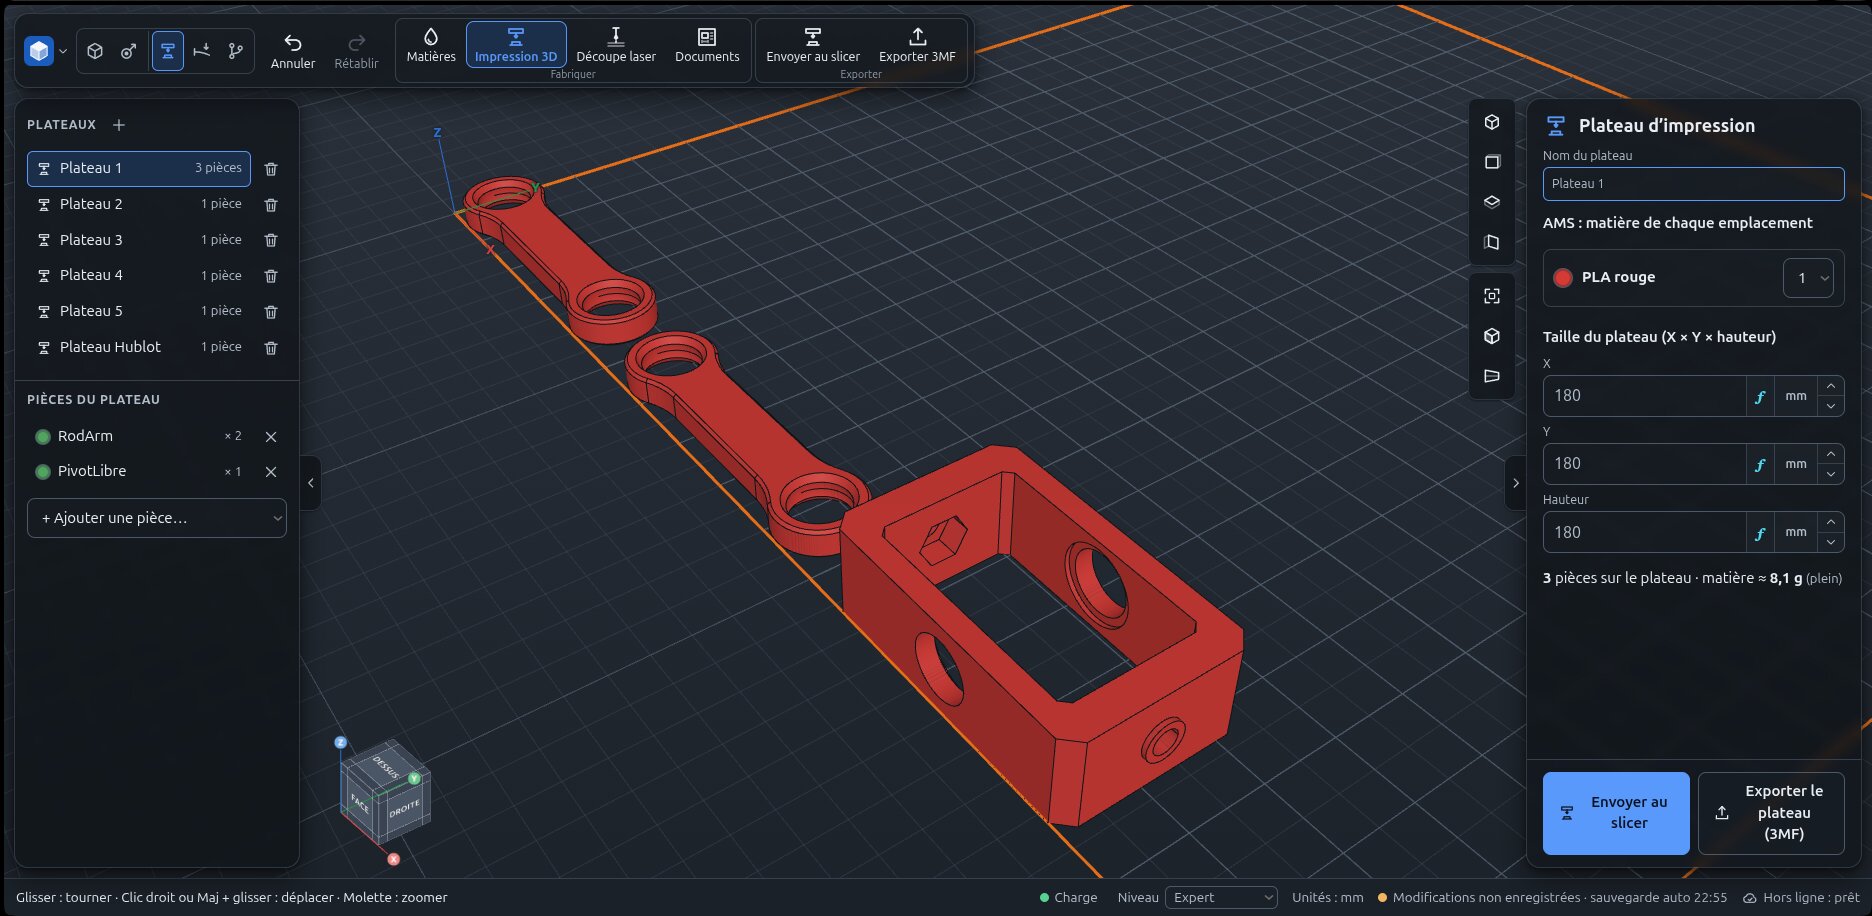 Annuler
Rétablir
Matières
Impression 3D
Découpe laser
Documents
Fabriquer
Envoyer au slicer
Exporter 3MF
Exporter
PLATEAUX
Plateau 1 3 pièces
Plateau 2 1 pièce
Plateau 3 1 pièce
Plateau 4 1 pièce
Plateau 5 1 pièce
Plateau Hublot 1 pièce
PIÈCES DU PLATEAU
RodArm × 2
PivotLibre × 1
+ Ajouter une pièce…
Z
Y
X
Z
DESSUS
Y
FACE
DROITE
X
Plateau d’impression
Nom du plateau
Plateau 1
AMS : matière de chaque emplacement
PLA rouge 1
Taille du plateau (X × Y × hauteur)
X
180 f mm
Y
180 f mm
Hauteur
180 f mm
3 pièces sur le plateau · matière ≈ 8,1 g (plein)
Envoyer au
slicer
Exporter le
plateau
(3MF)
Glisser : tourner · Clic droit ou Maj + glisser : déplacer · Molette : zoomer
Charge
Niveau Expert
Unités : mm
Modifications non enregistrées · sauvegarde auto 22:55
Hors ligne : prêt